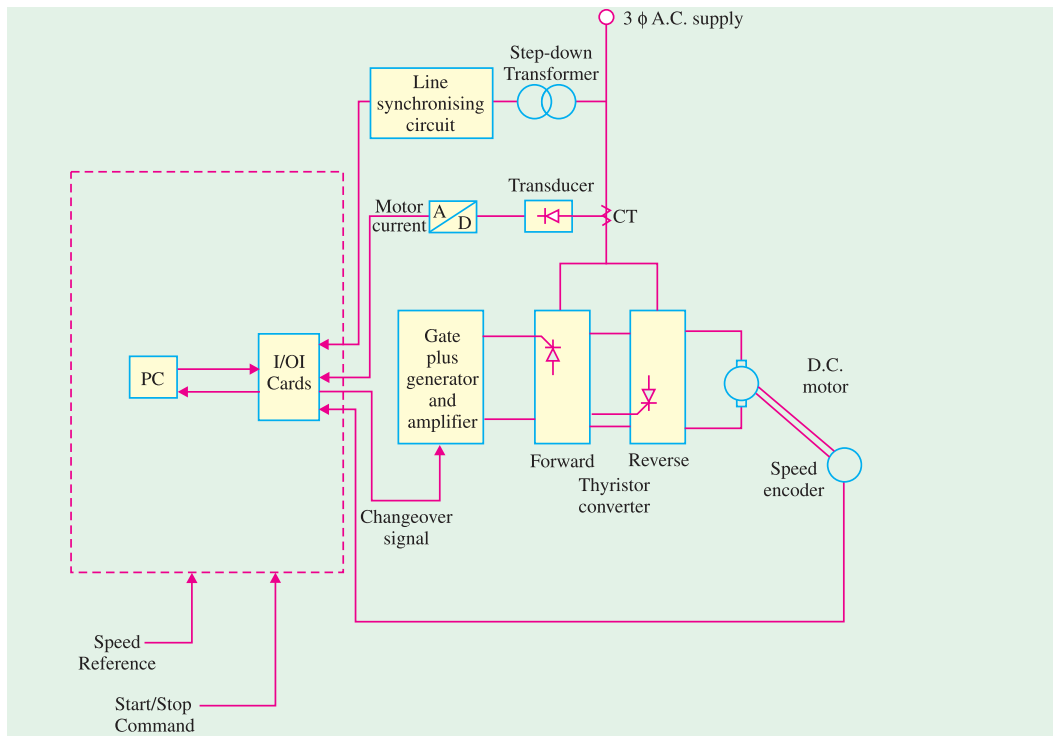 3 ϕ A.C. supply
Step-down
Transformer
Line
synchronising
circuit
Transducer
Motor
current
A
D
CT
Gate
plus
generator
and
amplifier
I/OI
Cards
PC
D.C.
motor
Forward
Reverse
Thyristor
converter
Speed
encoder
Changeover
signal
Speed
Reference
Start/Stop
Command